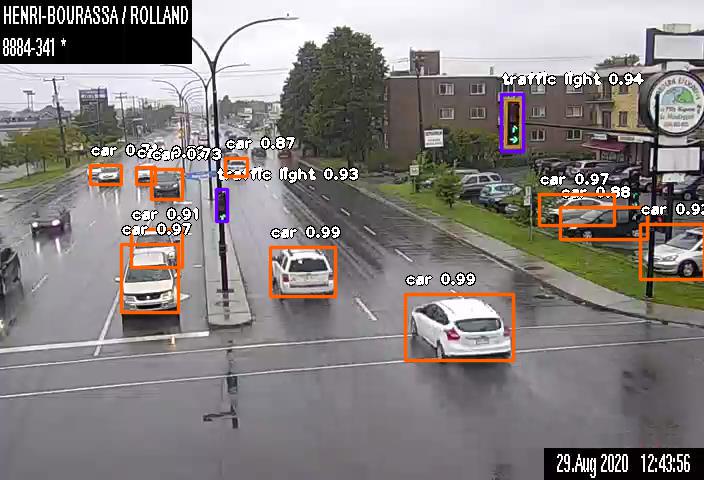 HENRI-BOURASSA / ROLLAND
8884-341 *
traffic light 0.94
car 0.87
car 0.73
traffic light 0.93
car 0.97
car 0.88
car 0.91
car 0.97
car 0.99
car 0.99
29.Aug 2020 12:43:56